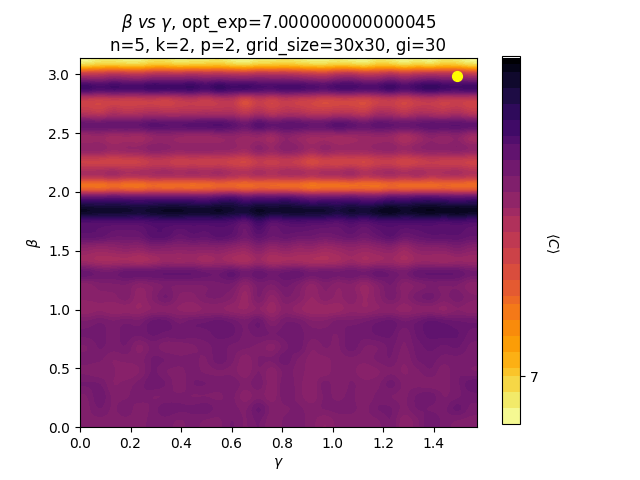 β vs γ, opt_exp=7.000000000000045
n=5, k=2, p=2, grid_size=30x30, gi=30
3.0
2.5
2.0
1.5
1.0
0.5
0.0
β
0.0 0.2 0.4 0.6 0.8 1.0 1.2 1.4
γ
7
⟨C⟩